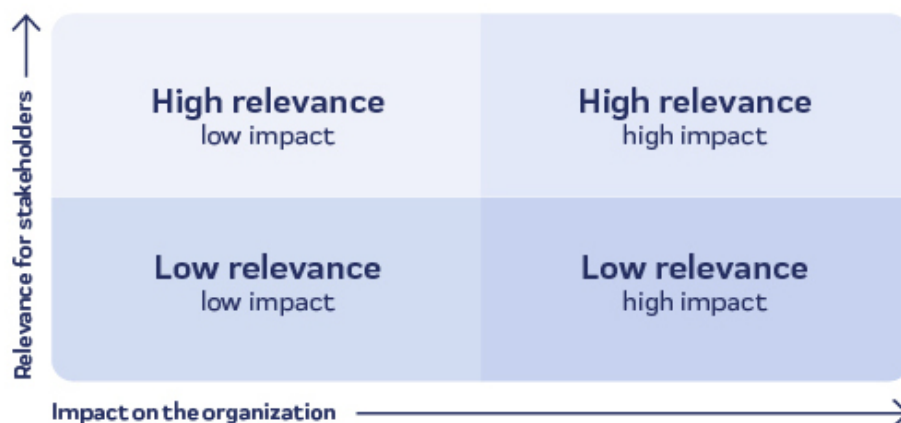 Relevance for stakeholders
High relevance
low impact
High relevance
high impact
Low relevance
low impact
Low relevance
high impact
Impact on the organization